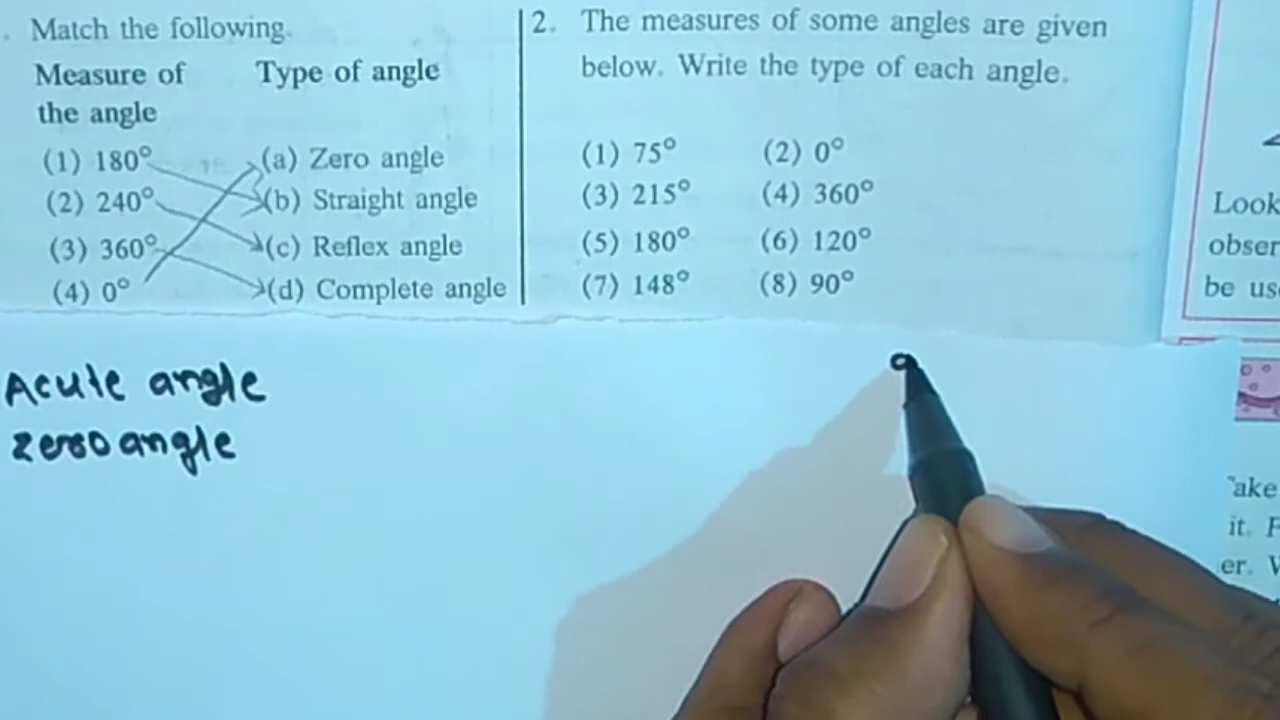 . Match the following.
Measure of the angle Type of angle
(1) 180° (a) Zero angle
(2) 240° (b) Straight angle
(3) 360° (c) Reflex angle
(4) 0° (d) Complete angle
2. The measures of some angles are given
below. Write the type of each angle.
(1) 75° (2) 0°
(3) 215° (4) 360°
(5) 180° (6) 120°
(7) 148° (8) 90°
Acute angle
zero angle
Look
obser
be us
ake
it.
er.